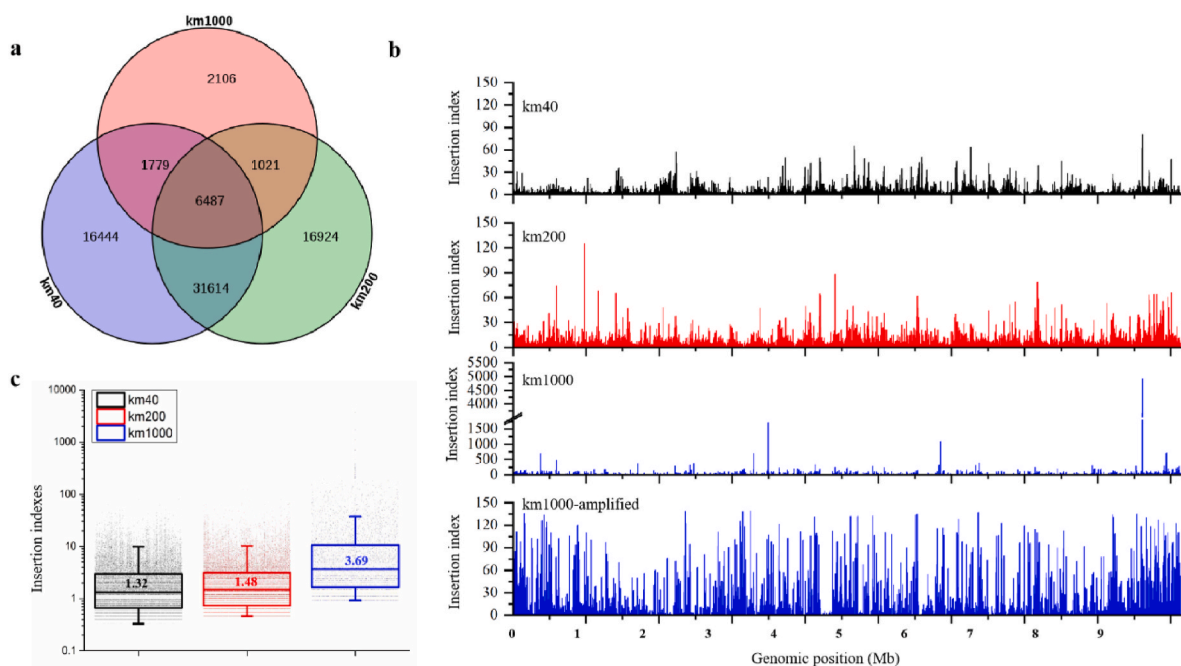 a
km1000
2106
1779
1021
6487
16444
16924
31614
km40
km200
b
150
120
90
60
30
0
Insertion index
km40
150
120
90
60
30
0
Insertion index
km200
5500
5000
4500
4000
1500
1000
500
0
Insertion index
km1000
150
120
90
60
30
0
Insertion index
km1000-amplified
0 1 2 3 4 5 6 7 8 9
Genomic position (Mb)
c
10000
1000
100
10
1
0.1
Insertion indexes
km40
km200
km1000
1.32
1.48
3.69